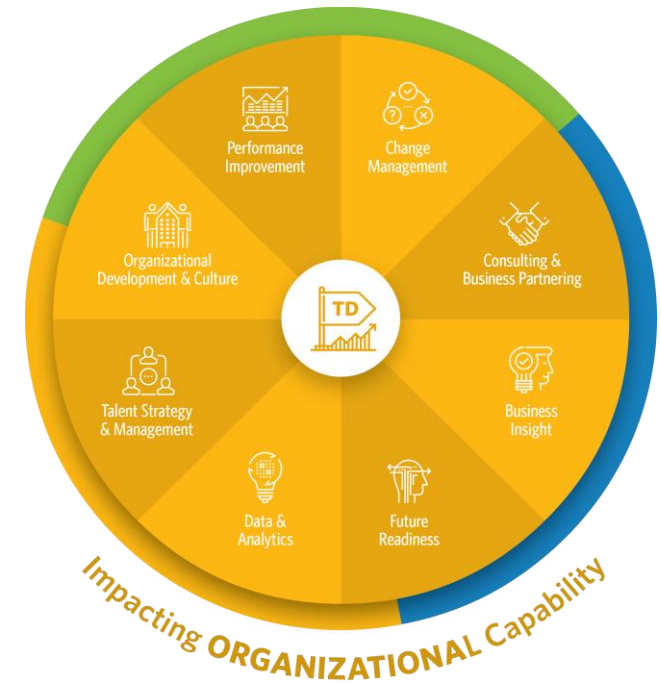 Performance
Improvement
Change
Management
Organizational
Development & Culture
Consulting &
Business Partnering
TD
Talent Strategy
& Management
Business
Insight
Data &
Analytics
Future
Readiness
Impacting ORGANIZATIONAL Capability